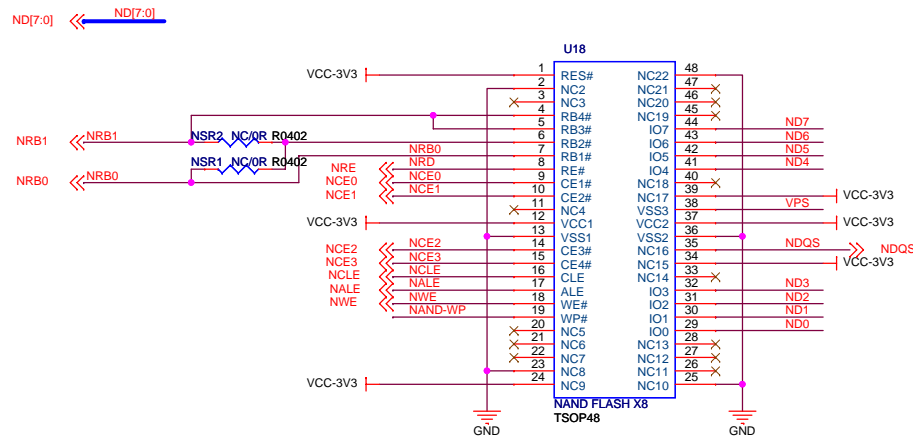 ND[7:0] ND[7:0]
U18
VCC-3V3 1 RES# NC22 48
2 NC2 NC21 47
3 NC3 NC20 46
4 RB4# NC19 45
5 RB3# IO7 44 ND7
NRB1 NRB1 NSR2 NC/0R R0402 6 RB2# IO6 43 ND6
NRB0 7 RB1# IO5 42 ND5
NSR1 NC/0R R0402 NRE NRD 8 RE# IO4 41 ND4
NRB0 NRB0 NCE0 NCE0 9 CE1# NC18 40
NCE1 NCE1 10 CE2# NC17 39 VCC-3V3
11 NC4 VSS3 38 VPS
VCC-3V3 12 VCC1 VCC2 37 VCC-3V3
13 VSS1 VSS2 36
NCE2 NCE2 14 CE3# NC16 35 NDQS NDQS
NCE3 NCE3 15 CE4# NC15 34 VCC-3V3
NCLE NCLE 16 CLE NC14 33
NALE NALE 17 ALE IO3 32 ND3
NWE NWE 18 WE# IO2 31 ND2
NAND-WP 19 WP# IO1 30 ND1
20 NC5 IO0 29 ND0
21 NC6 NC13 28
22 NC7 NC12 27
23 NC8 NC11 26
VCC-3V3 24 NC9 NC10 25
NAND FLASH X8
TSOP48
GND GND